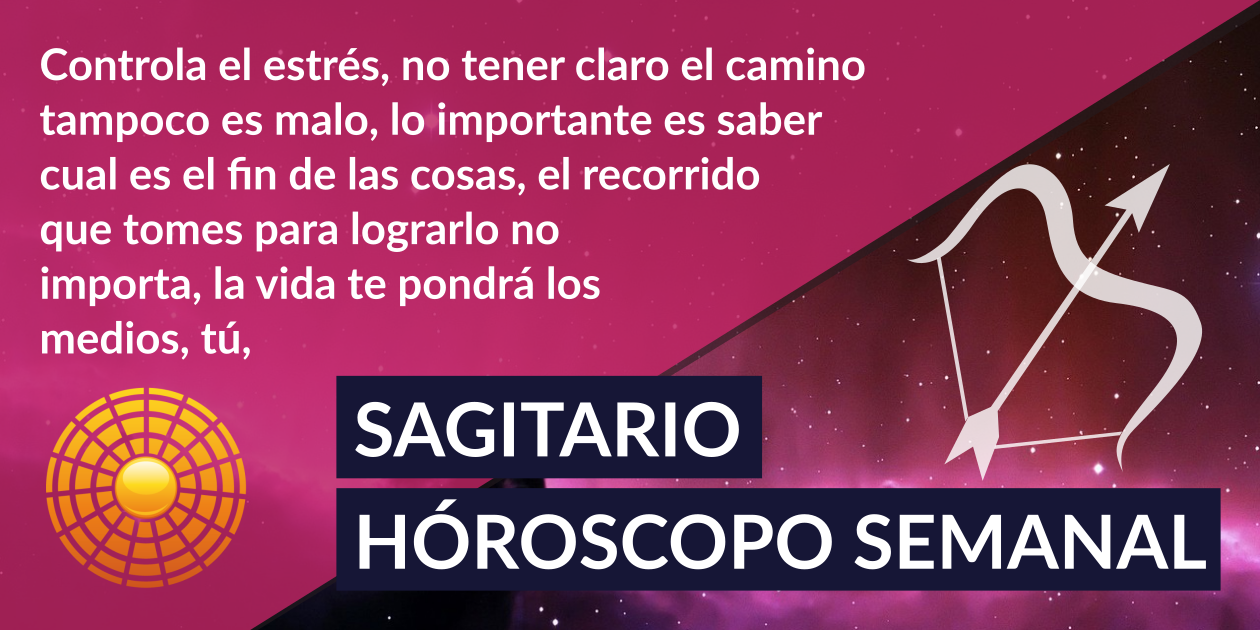 Controla el estrés, no tener claro el camino
tampoco es malo, lo importante es saber
cual es el fin de las cosas, el recorrido
que tomes para lograrlo no
importa, la vida te pondrá los
medios, tú,
SAGITARIO
HÓROSCOPO SEMANAL